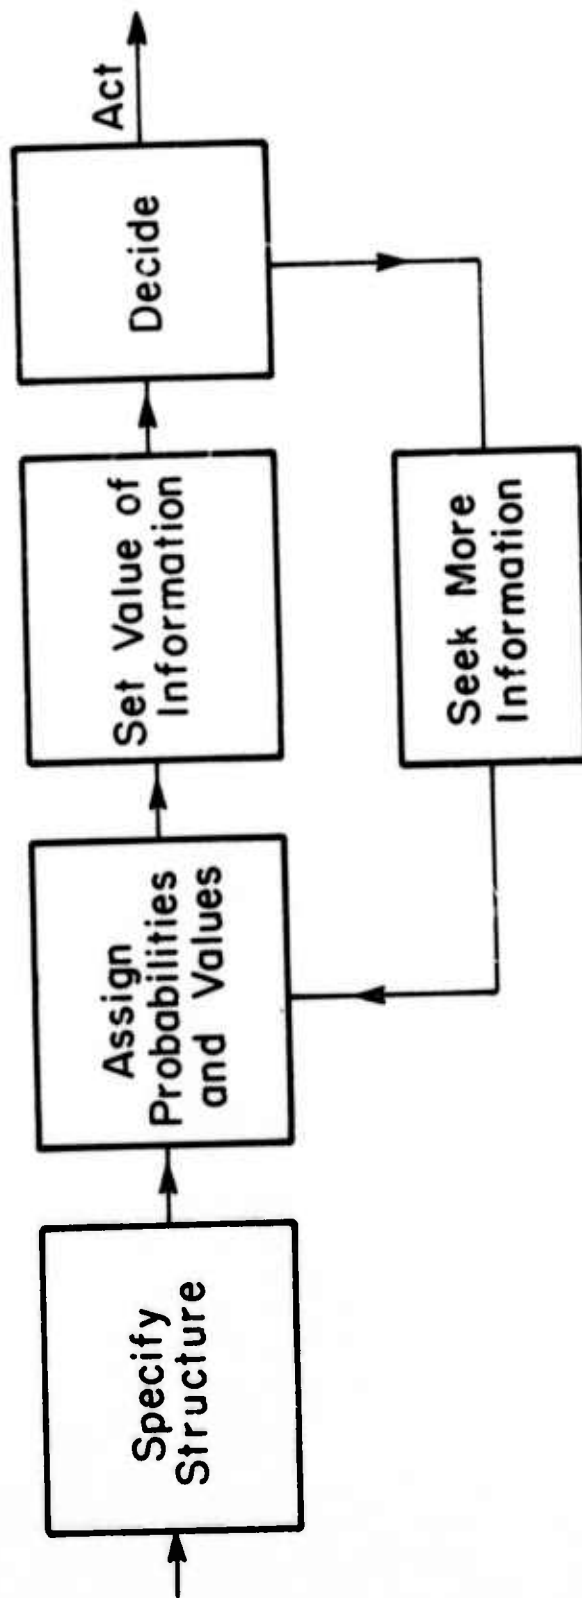 Specify
Structure
Assign
Probabilities
and Values
Set Value of
Information
Decide
Act
Seek More
Information